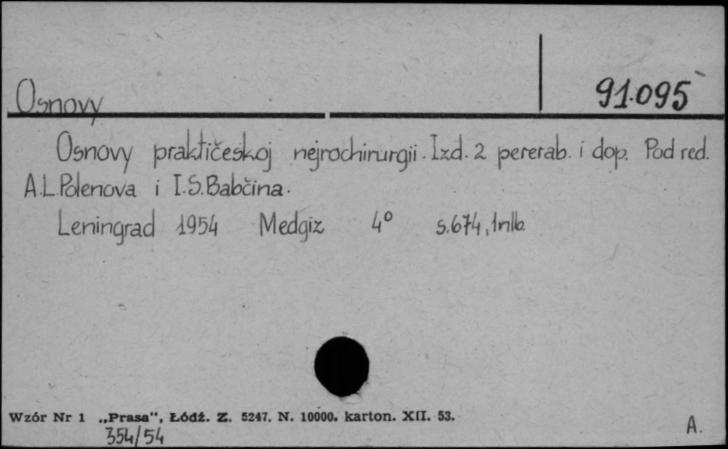 91.095
Osnovy
Osnovy praktičeskoj nejrochirurgii. Izd. 2 pererab. i dop. Pod red.
A.L.Polenova i I.S.Babčina.
Leningrad 1954 Medgiz 4° s.674, 1nlb.
Wzór Nr 1 „Prasa", Łódź. Z. 5247. N. 10000. karton. XII. 53.
354/54
A.